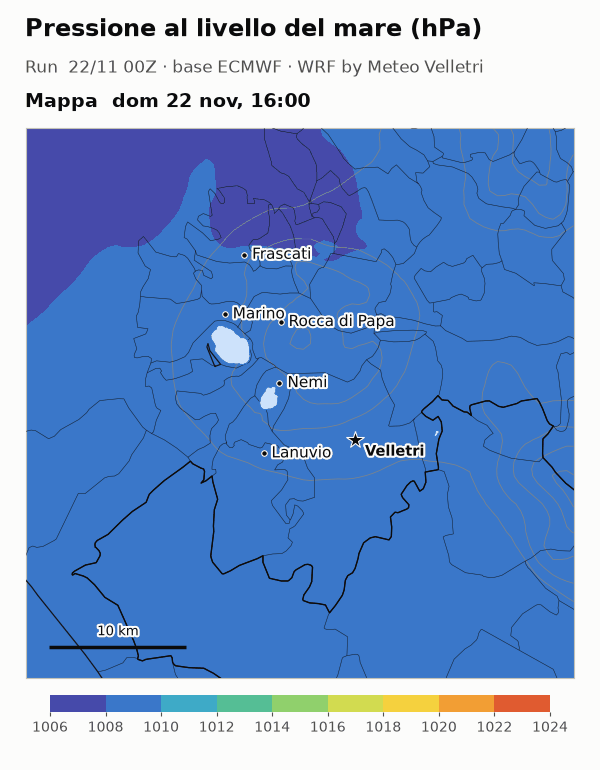 Pressione al livello del mare (hPa)
Run  22/11 00Z · base ECMWF · WRF by Meteo Velletri
Mappa  dom 22 nov, 16:00
Frascati
Marino
Rocca di Papa
Nemi
Lanuvio
Velletri
10 km
1006 1008 1010 1012 1014 1016 1018 1020 1022 1024